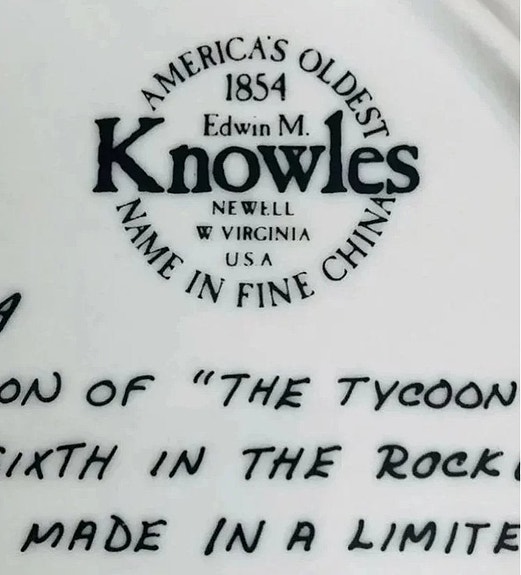 AMERICA'S OLDEST
1854
Edwin M.
Knowles
NEWELL
W VIRGINIA
USA
NAME IN FINE CHINA
ON OF "THE TYCOON
SIXTH IN THE ROCK
MADE IN A LIMITE